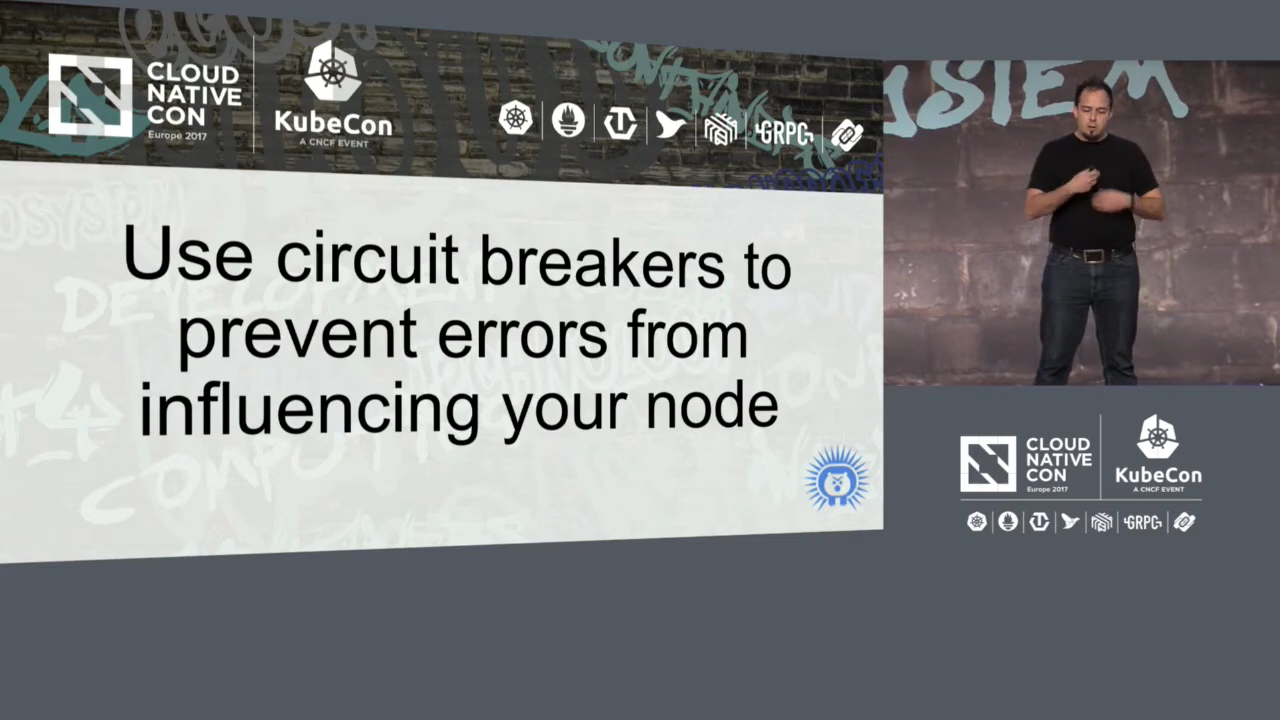 CLOUD
NATIVE
CON
Europe 2017
KubeCon
A CNCF EVENT
GRPC
Use circuit breakers to
prevent errors from
influencing your node
STEM
CLOUD
NATIVE
CON
Europe 2017
KubeCon
A CNCF EVENT
GRPC